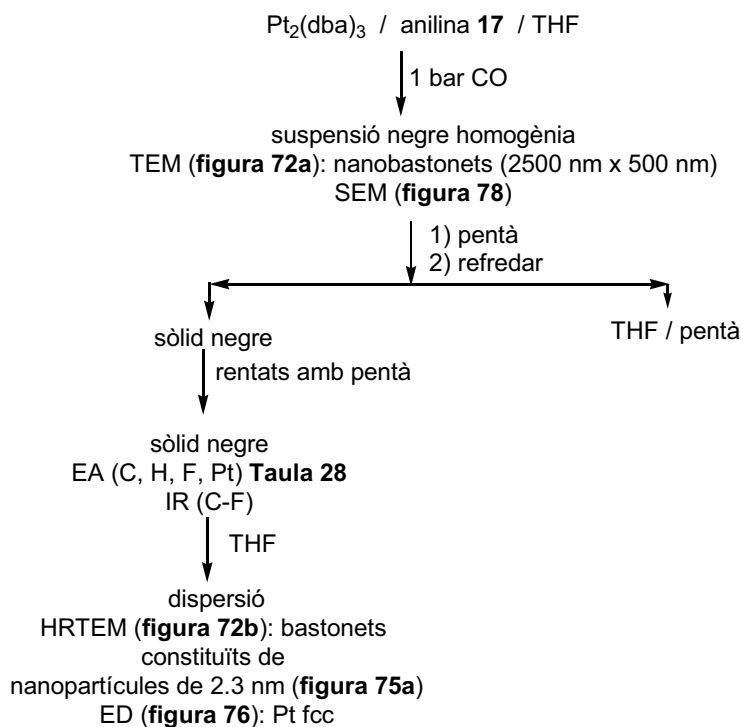 Pt2(dba)3 / anilina 17 / THF
1 bar CO
suspensió negre homogènia
TEM (figura 72a): nanobastonets (2500 nm x 500 nm)
SEM (figura 78)
1) pentà
2) refredar
sòlid negre
THF / pentà
rentats amb pentà
sòlid negre
EA (C, H, F, Pt) Taula 28
IR (C-F)
THF
dispersió
HRTEM (figura 72b): bastonets
constituïts de
nanopartícules de 2.3 nm (figura 75a)
ED (figura 76): Pt fcc